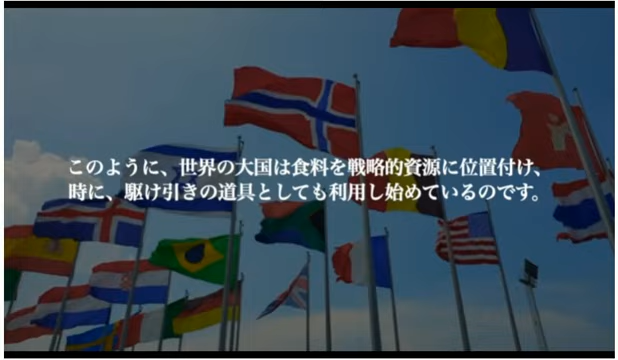 このように、世界の大国は食料を戦略的資源に位置付け、
時に、駆け引きの道具としても利用し始めているのです。